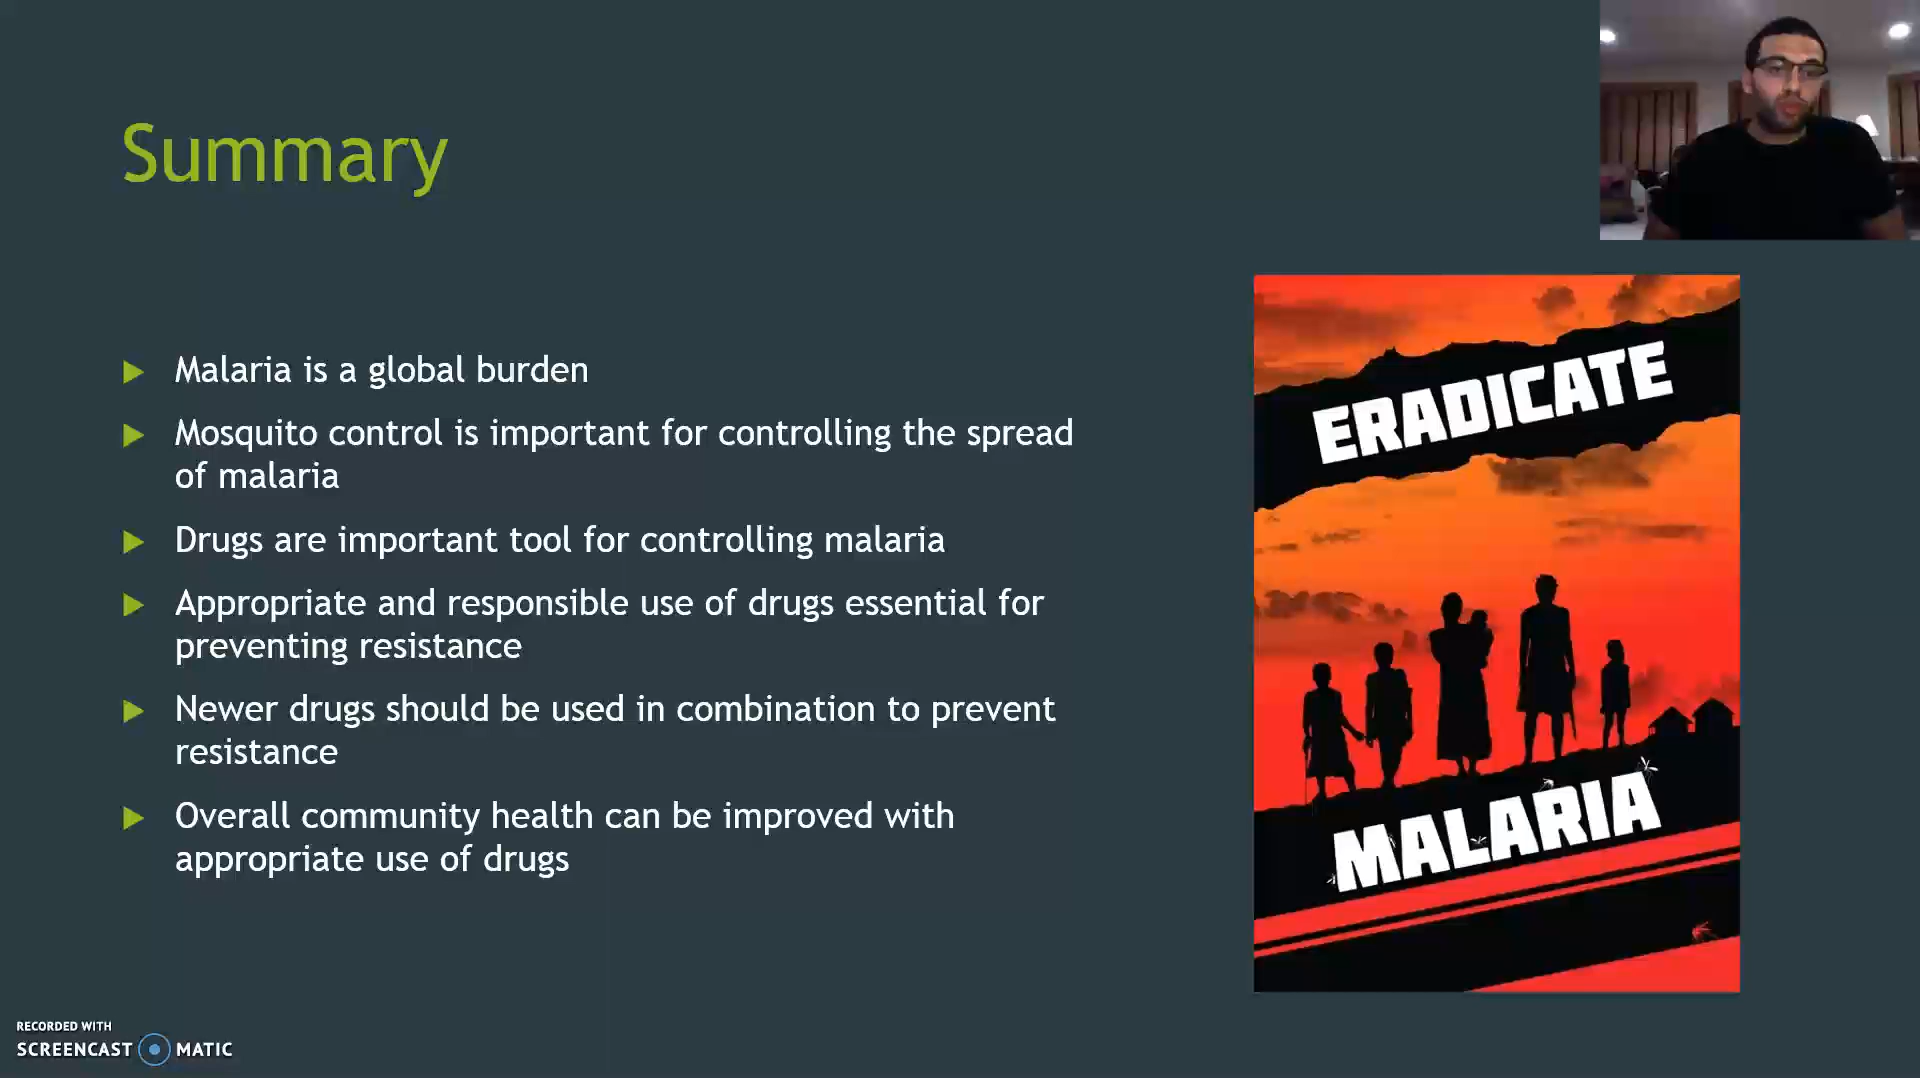 Summary
Malaria is a global burden
Mosquito control is important for controlling the spread
of malaria
Drugs are important tool for controlling malaria
Appropriate and responsible use of drugs essential for
preventing resistance
Newer drugs should be used in combination to prevent
resistance
Overall community health can be improved with
appropriate use of drugs
ERADICATE
MALARIA
RECORDED WITH
SCREENCAST MATIC